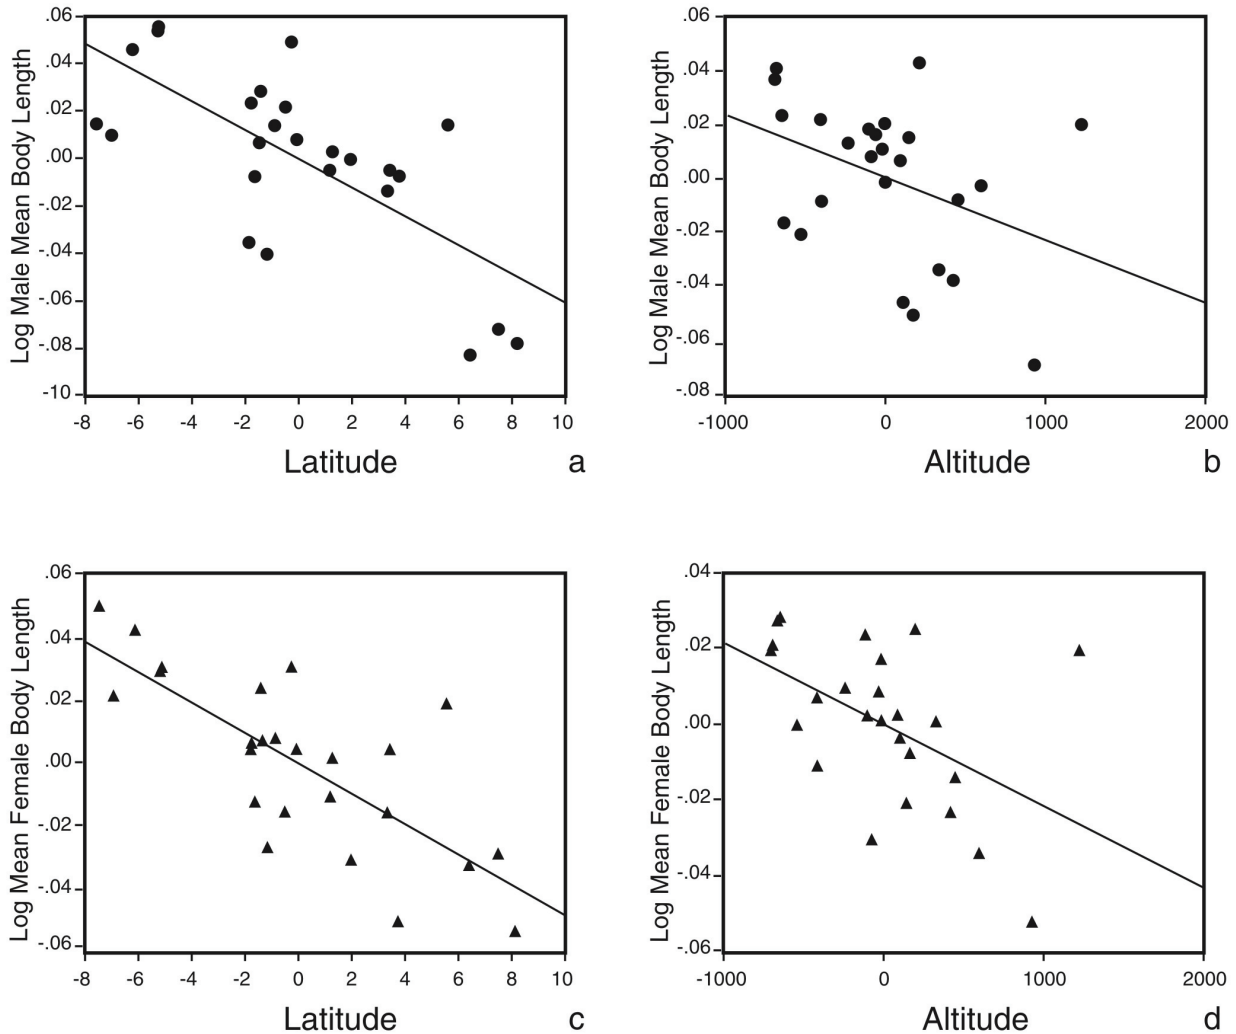 .06
.04
.02
.00
-.02
-.04
-.06
-.08
-10
Log Male Mean Body Length
-8 -6 -4 -2 0 2 4 6 8 10
Latitude a
.06
.04
.02
.00
-.02
-.04
-.06
-.08
Log Male Mean Body Length
-1000 0 1000 2000
Altitude b
.06
.04
.02
.00
-.02
-.04
-.06
Log Mean Female Body Length
-8 -6 -4 -2 0 2 4 6 8 10
Latitude c
.04
.02
.00
-.02
-.04
-.06
Log Mean Female Body Length
-1000 0 1000 2000
Altitude d